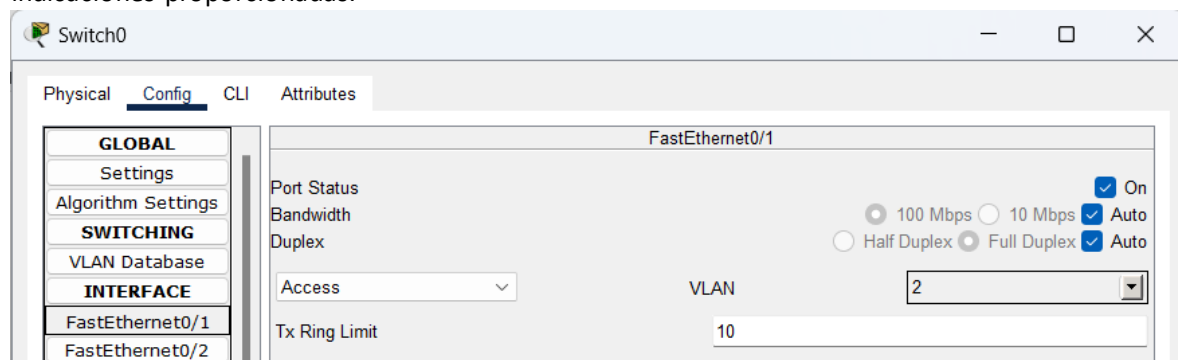 indicaciones proporcionadas.
Switch0
Physical Config CLI Attributes
GLOBAL
Settings
Algorithm Settings
SWITCHING
VLAN Database
INTERFACE
FastEthernet0/1
FastEthernet0/2
FastEthernet0/1
Port Status On
Bandwidth 100 Mbps 10 Mbps Auto
Duplex Half Duplex Full Duplex Auto
Access VLAN 2
Tx Ring Limit 10